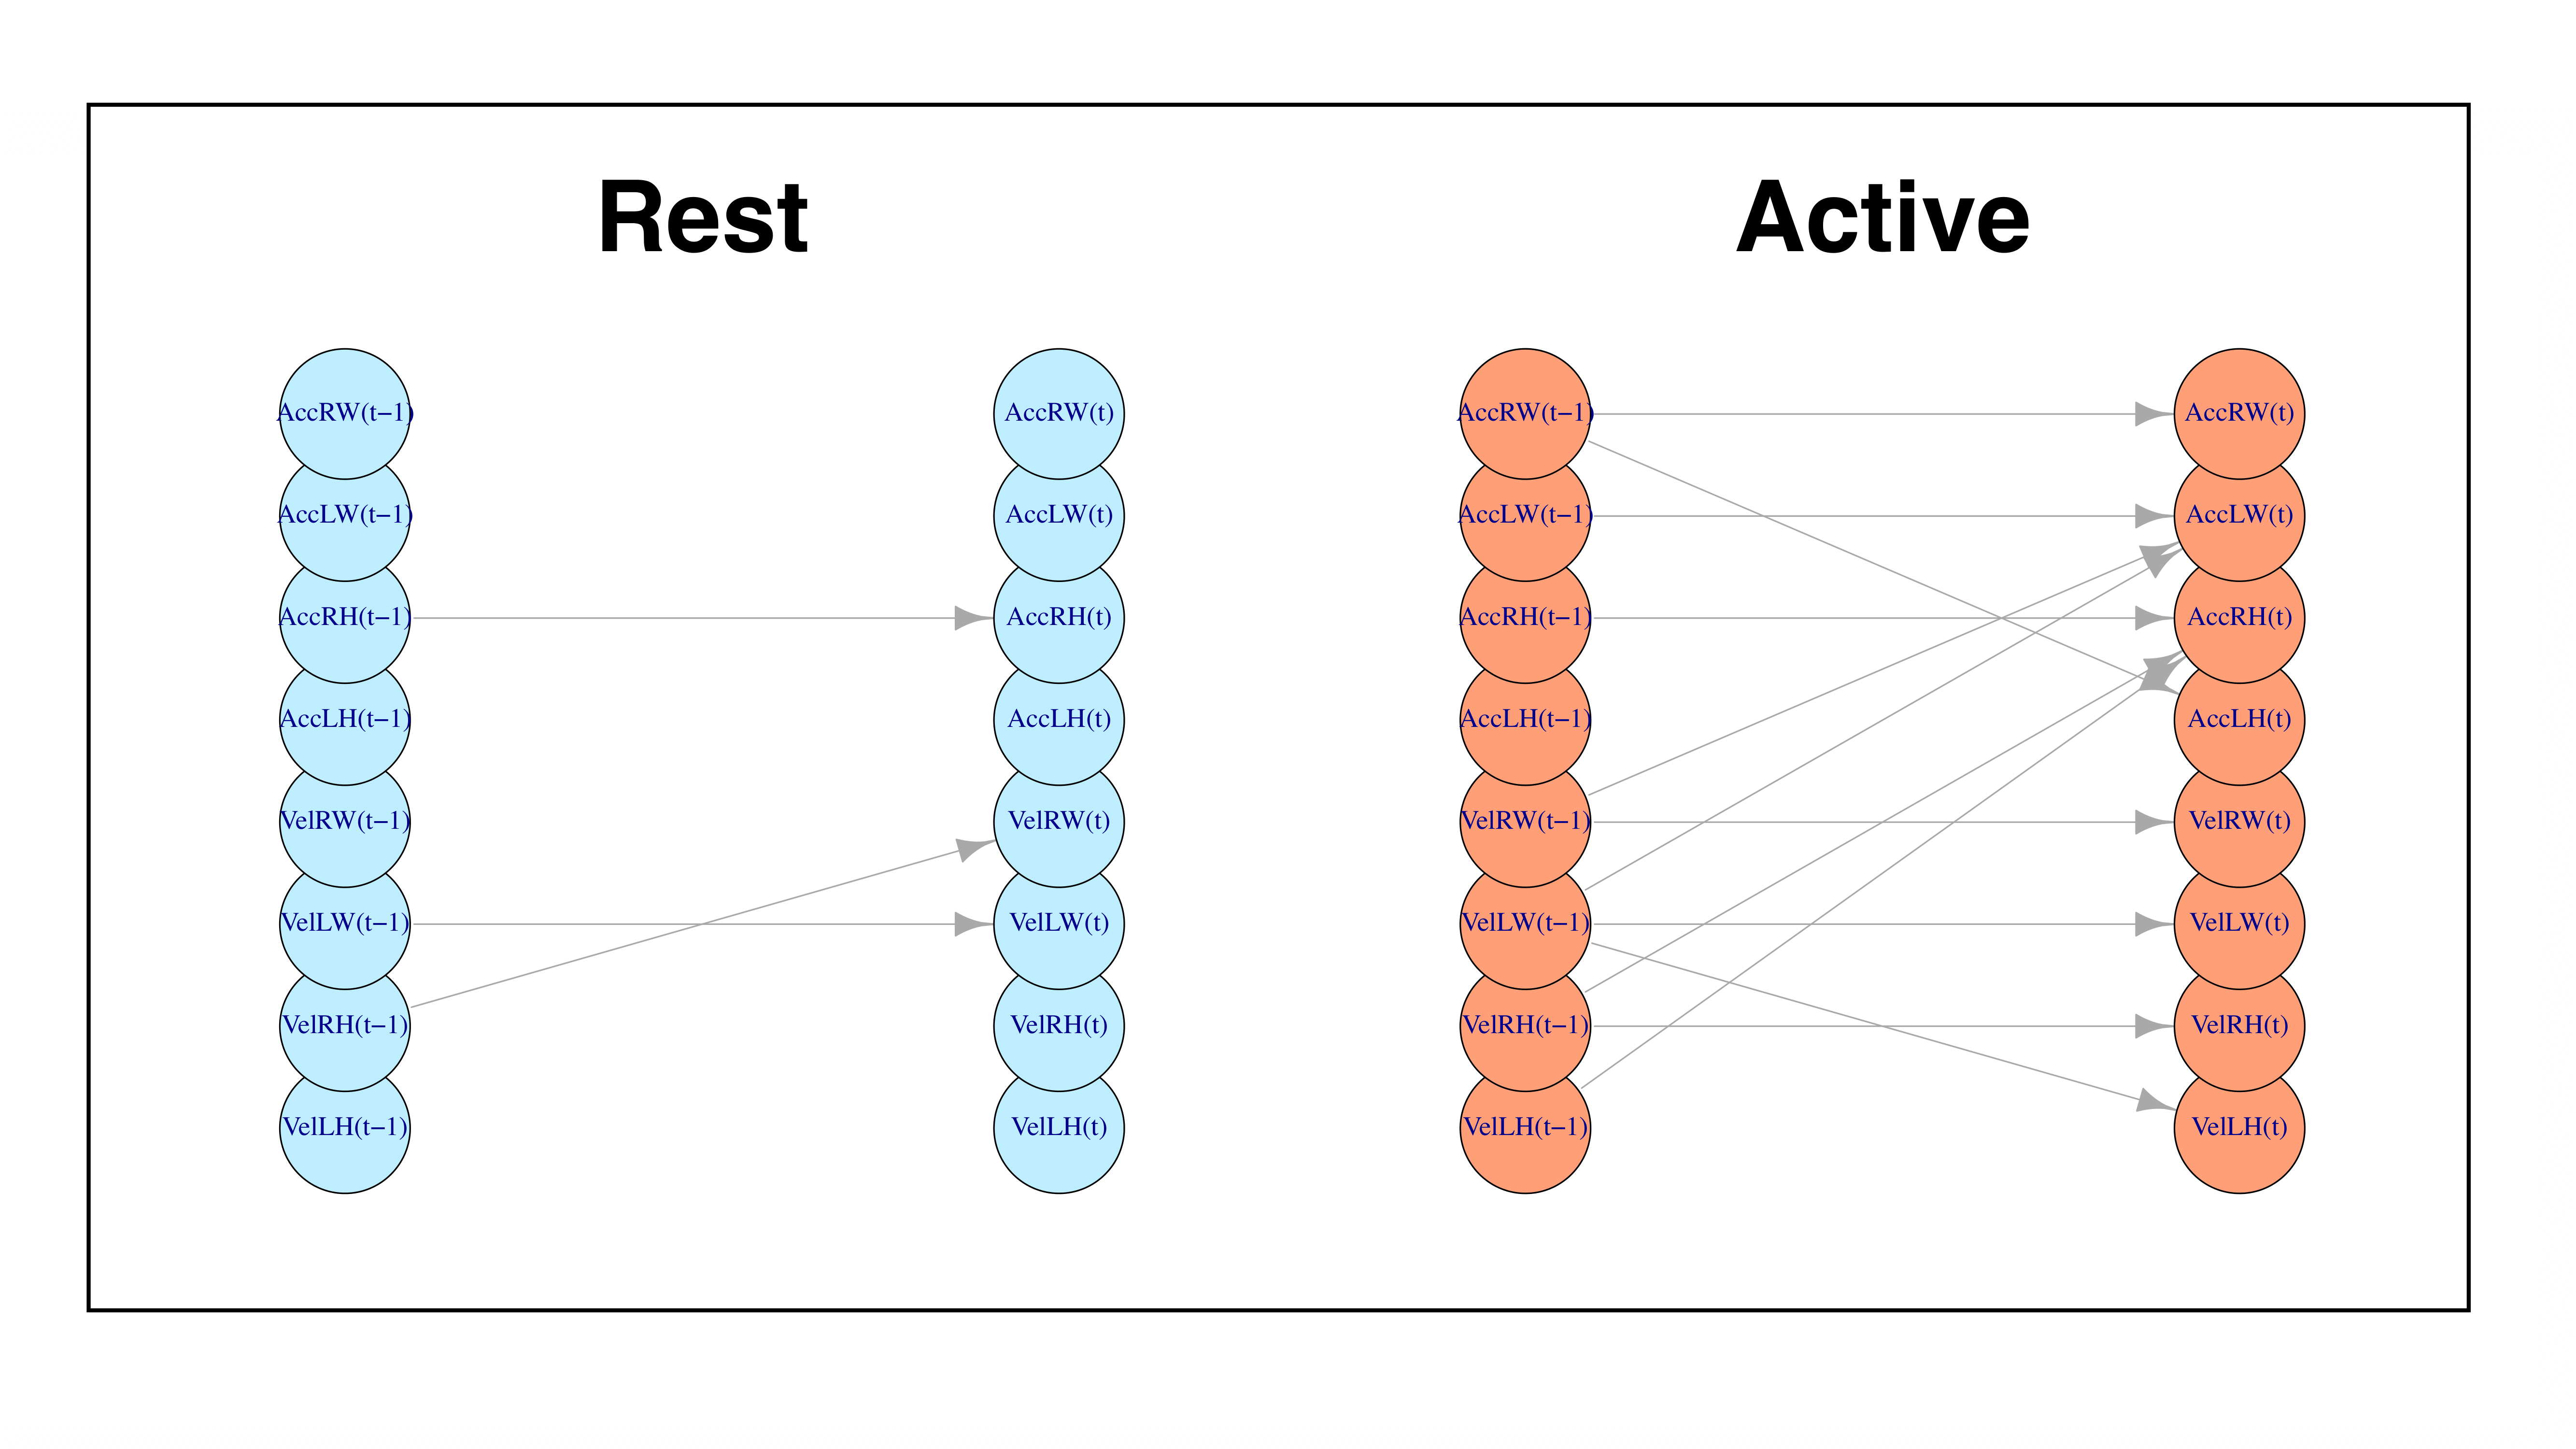 Rest
AccRW(t−1)
AccLW(t−1)
AccRH(t−1)
AccLH(t−1)
VelRW(t−1)
VelLW(t−1)
VelRH(t−1)
VelLH(t−1)
AccRW(t)
AccLW(t)
AccRH(t)
AccLH(t)
VelRW(t)
VelLW(t)
VelRH(t)
VelLH(t)
Active
AccRW(t−1)
AccLW(t−1)
AccRH(t−1)
AccLH(t−1)
VelRW(t−1)
VelLW(t−1)
VelRH(t−1)
VelLH(t−1)
AccRW(t)
AccLW(t)
AccRH(t)
AccLH(t)
VelRW(t)
VelLW(t)
VelRH(t)
VelLH(t)